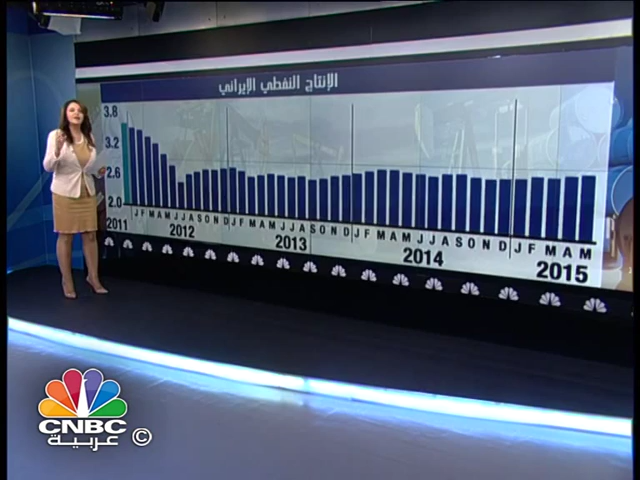 الإنتاج النفطي الإيراني
3.8
3.2
2.6
2.0
J F M A M J J A S O N D J F M A M J J A S O N D J F M A M J J A S O N D J F M A M
2011 2012 2013 2014 2015
CNBC
عربية ©